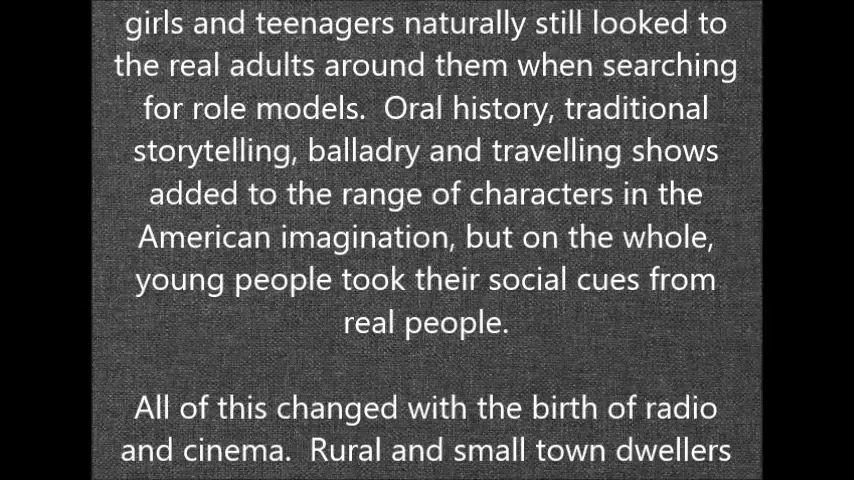 girls and teenagers naturally still looked to
the real adults around them when searching
for role models.  Oral history, traditional
storytelling, balladry and travelling shows
added to the range of characters in the
American imagination, but on the whole,
young people took their social cues from
real people.
All of this changed with the birth of radio
and cinema.  Rural and small town dwellers